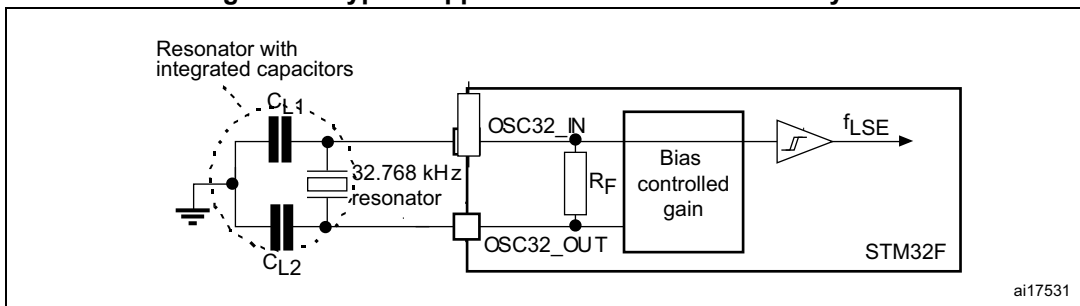 Resonator with
integrated capacitors
CL1
32.768 kHz
resonator
CL2
OSC32_IN
RF
OSC32_OUT
Bias
controlled
gain
fLSE
STM32F
ai17531